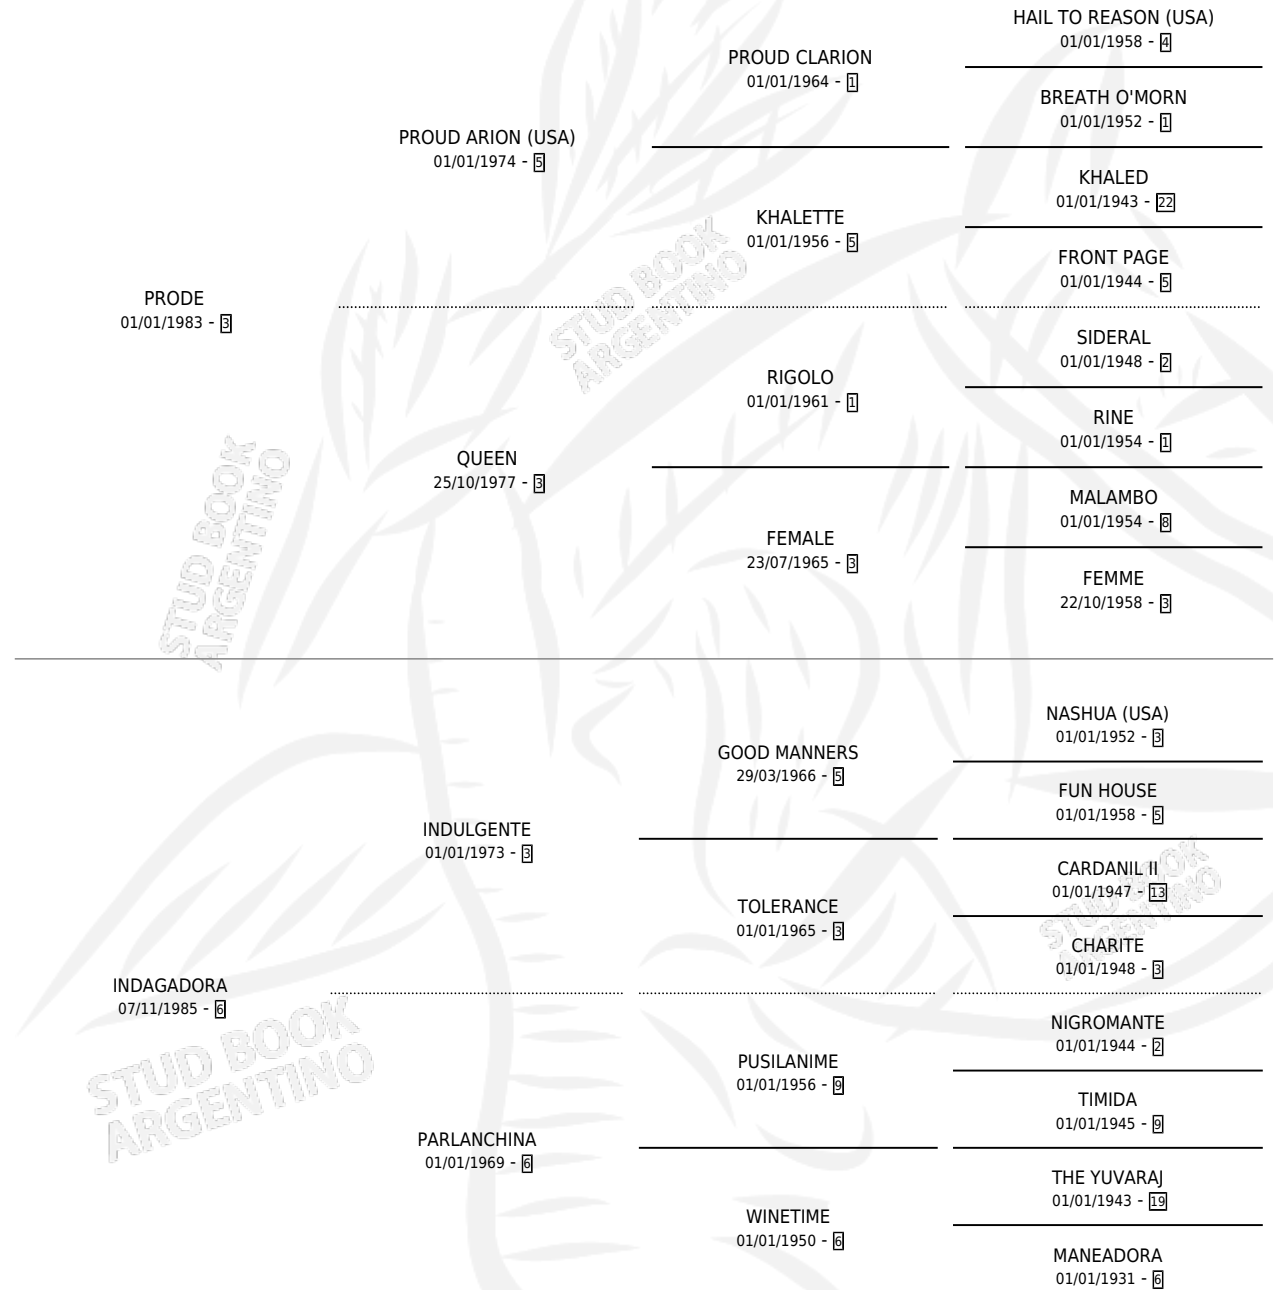 HAIL TO REASON (USA)
01/01/1958 - 4
PROUD CLARION
01/01/1964 - 1
BREATH O'MORN
01/01/1952 - 1
PROUD ARION (USA)
01/01/1974 - 5
KHALED
01/01/1943 - 22
KHALETTE
01/01/1956 - 5
FRONT PAGE
01/01/1944 - 5
PRODE
01/01/1983 - 3
SIDERAL
01/01/1948 - 2
RIGOLO
01/01/1961 - 1
RINE
01/01/1954 - 1
QUEEN
25/10/1977 - 3
MALAMBO
01/01/1954 - 8
FEMALE
23/07/1965 - 3
FEMME
22/10/1958 - 3
STUD BOOK
ARGENTINO
STUD BOOK
ARGENTINO
NASHUA (USA)
01/01/1952 - 3
GOOD MANNERS
29/03/1966 - 5
FUN HOUSE
01/01/1958 - 5
INDULGENTE
01/01/1973 - 3
CARDANIL II
01/01/1947 - 13
TOLERANCE
01/01/1965 - 3
CHARITE
01/01/1948 - 3
INDAGADORA
07/11/1985 - 6
NIGROMANTE
01/01/1944 - 2
PUSILANIME
01/01/1956 - 9
TIMIDA
01/01/1945 - 9
PARLANCHINA
01/01/1969 - 6
THE YUVARAJ
01/01/1943 - 19
WINETIME
01/01/1950 - 6
MANEADORA
01/01/1931 - 6
STUD BOOK
ARGENTINO
STUD BOOK
ARGENTINO